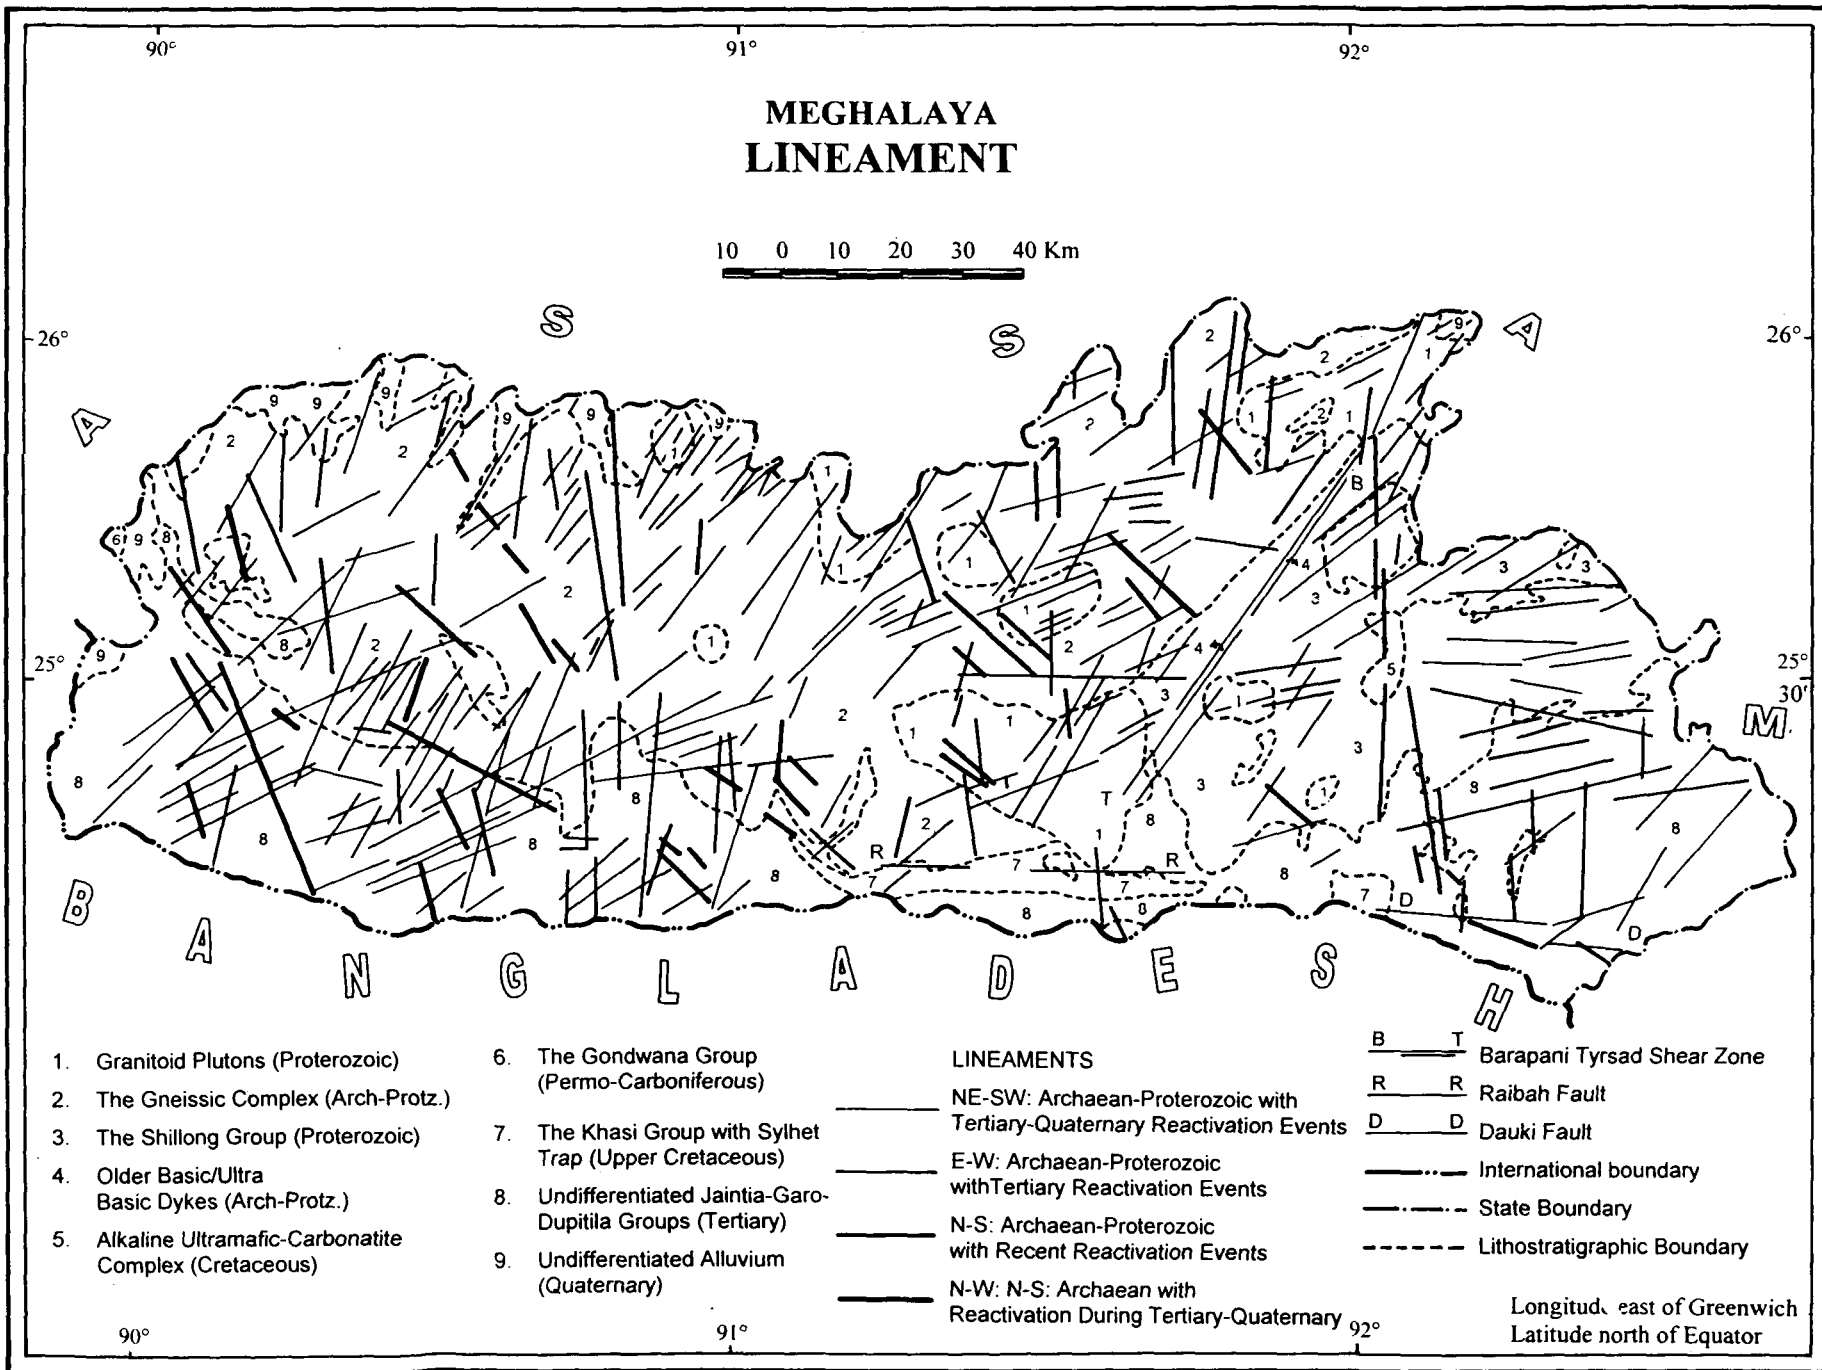 90° 91° 92°
MEGHALAYA
LINEAMENT
10 0 10 20 30 40 Km
26° 26°
A S S A M
25° 25°
30'
B A N G L A D E S H
B
T
R R
D D
1. Granitoid Plutons (Proterozoic)
2. The Gneissic Complex (Arch-Protz.)
3. The Shillong Group (Proterozoic)
4. Older Basic/Ultra
Basic Dykes (Arch-Protz.)
5. Alkaline Ultramafic-Carbonatite
Complex (Cretaceous)
6. The Gondwana Group
(Permo-Carboniferous)
7. The Khasi Group with Sylhet
Trap (Upper Cretaceous)
8. Undifferentiated Jaintia-Garo-
Dupitila Groups (Tertiary)
9. Undifferentiated Alluvium
(Quaternary)
LINEAMENTS
NE-SW: Archaean-Proterozoic with
Tertiary-Quaternary Reactivation Events
E-W: Archaean-Proterozoic
withTertiary Reactivation Events
N-S: Archaean-Proterozoic
with Recent Reactivation Events
N-W: N-S: Archaean with
Reactivation During Tertiary-Quaternary
B T Barapani Tyrsad Shear Zone
R R Raibah Fault
D D Dauki Fault
International boundary
State Boundary
Lithostratigraphic Boundary
90° 91° 92°
east of Greenwich
Latitude north of Equator